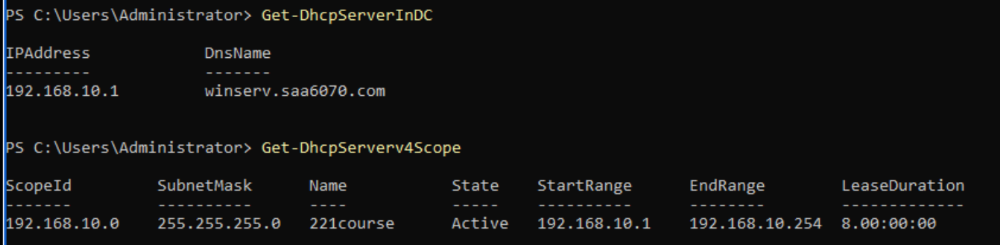 PS C:\Users\Administrator> Get-DhcpServerInDC
IPAddress DnsName
--------- -------
192.168.10.1 winserv.saa6070.com
PS C:\Users\Administrator> Get-DhcpServerv4Scope
ScopeId SubnetMask Name State StartRange EndRange LeaseDuration
------- ---------- ---- ----- ---------- -------- -------------
192.168.10.0 255.255.255.0 221course Active 192.168.10.1 192.168.10.254 8.00:00:00